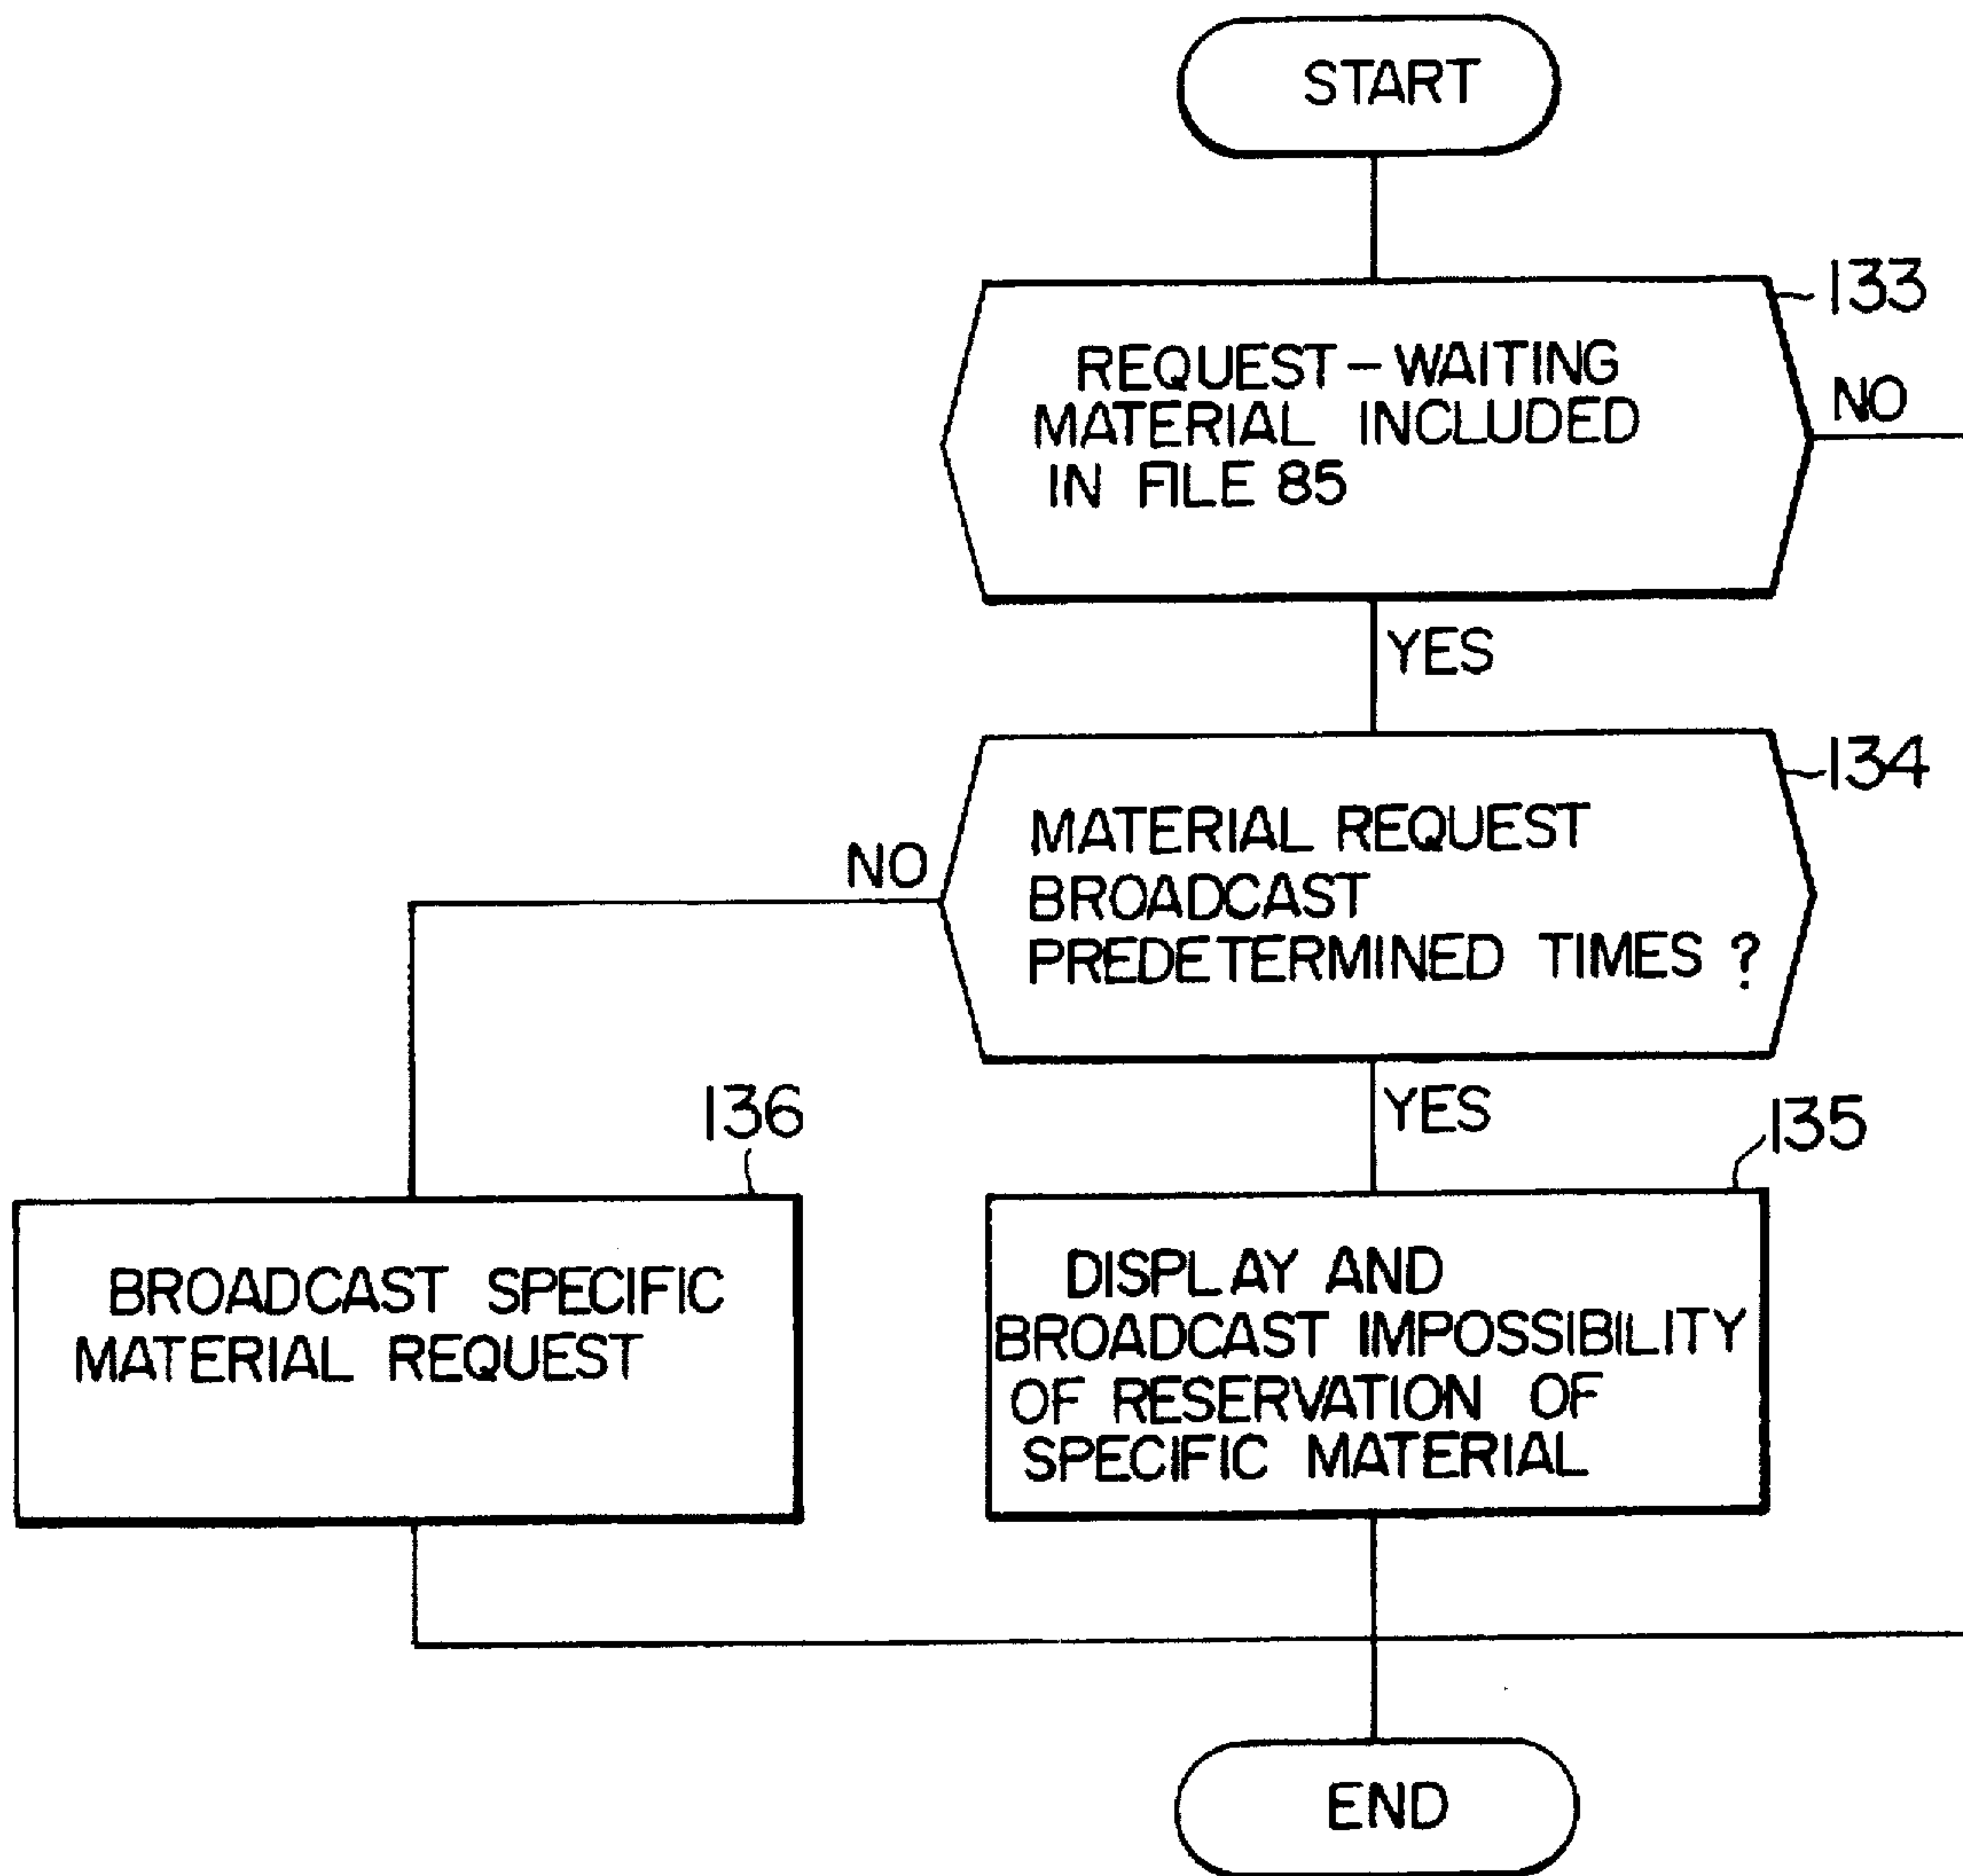 START
133
REQUEST-WAITING
MATERIAL INCLUDED
IN FILE 85
NO
YES
134
MATERIAL REQUEST
BROADCAST
PREDETERMINED TIMES ?
NO
YES
136
135
BROADCAST SPECIFIC
MATERIAL REQUEST
DISPLAY AND
BROADCAST IMPOSSIBILITY
OF RESERVATION OF
SPECIFIC MATERIAL
END